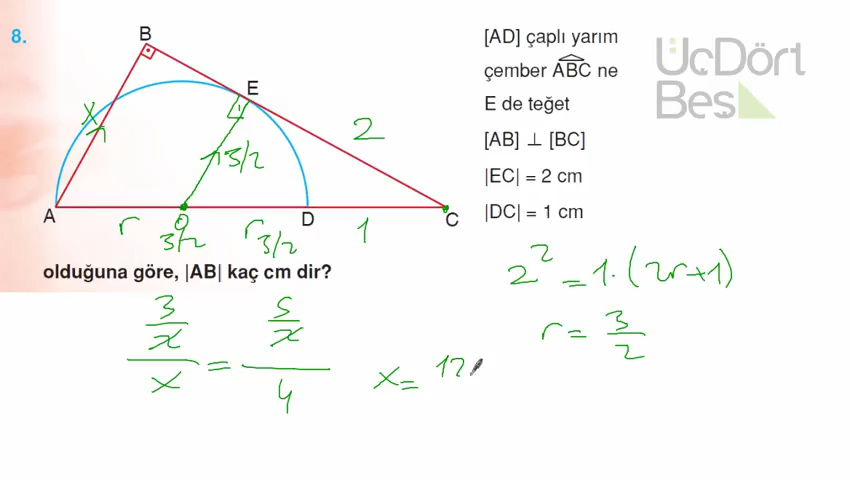 8.
B
[AD] çaplı yarım
çember ABC ne
E de teğet
[AB] ⊥ [BC]
|EC| = 2 cm
|DC| = 1 cm
ÜçDört
Beş
E
x
2
3/2
A
r
O
3/2
r
3/2
D
1
C
olduğuna göre, |AB| kaç cm dir?
2² = 1.(2r+1)
r = 3/2
(3/x)/x = (5/x)/4
x = 12